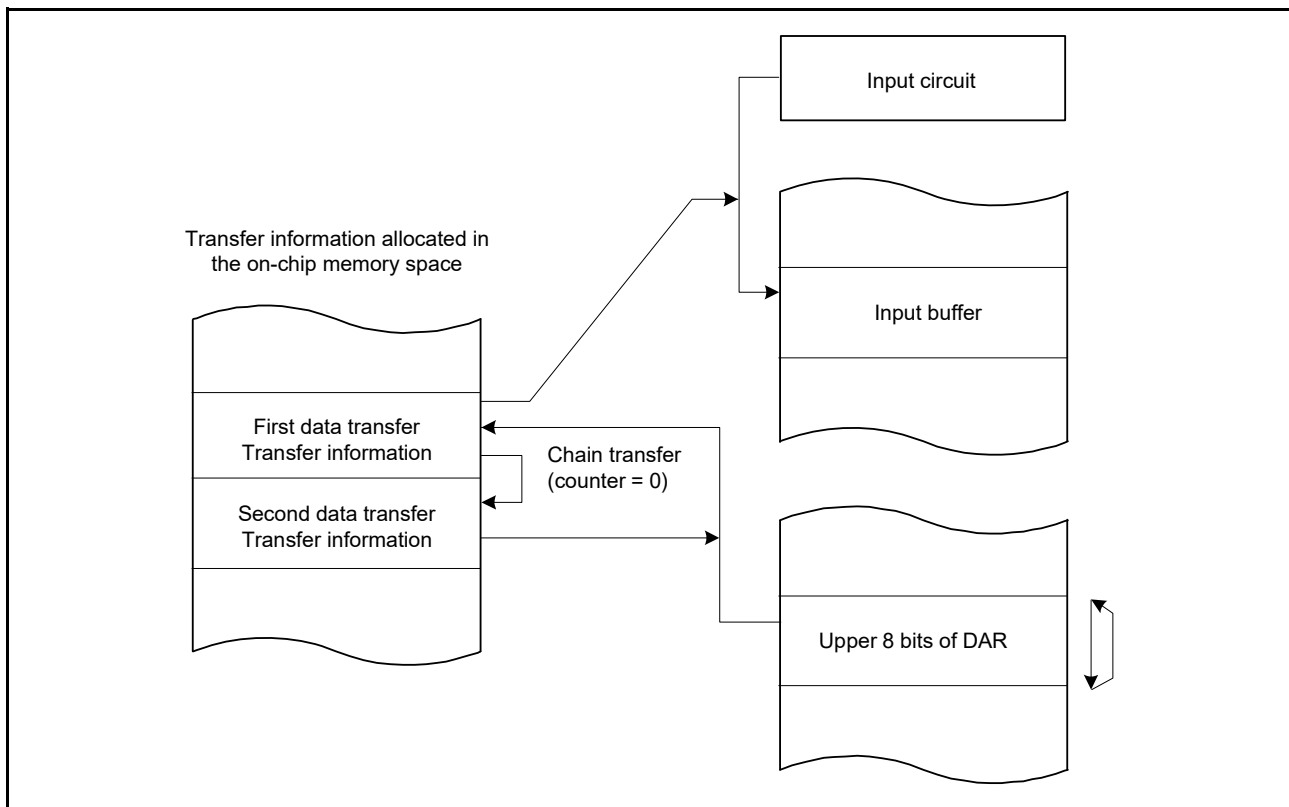 Input circuit
Transfer information allocated in
the on-chip memory space
Input buffer
First data transfer
Transfer information
Chain transfer
(counter = 0)
Second data transfer
Transfer information
Upper 8 bits of DAR